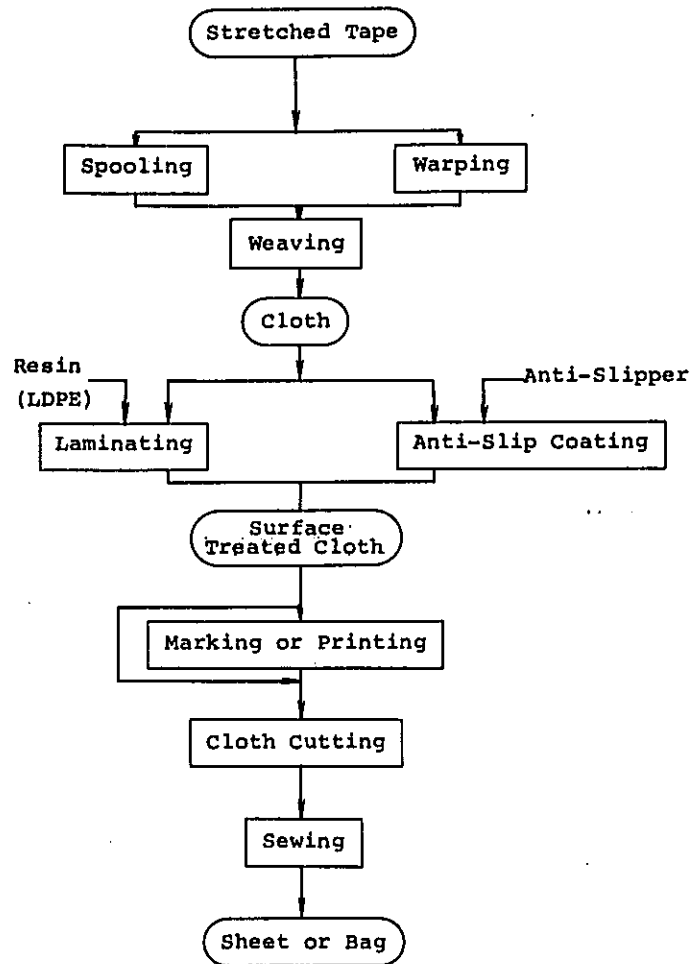 Stretched Tape
Spooling
Warping
Weaving
Cloth
Resin
(LDPE)
Anti-Slipper
Laminating
Anti-Slip Coating
Surface
Treated Cloth
Marking or Printing
Cloth Cutting
Sewing
Sheet or Bag